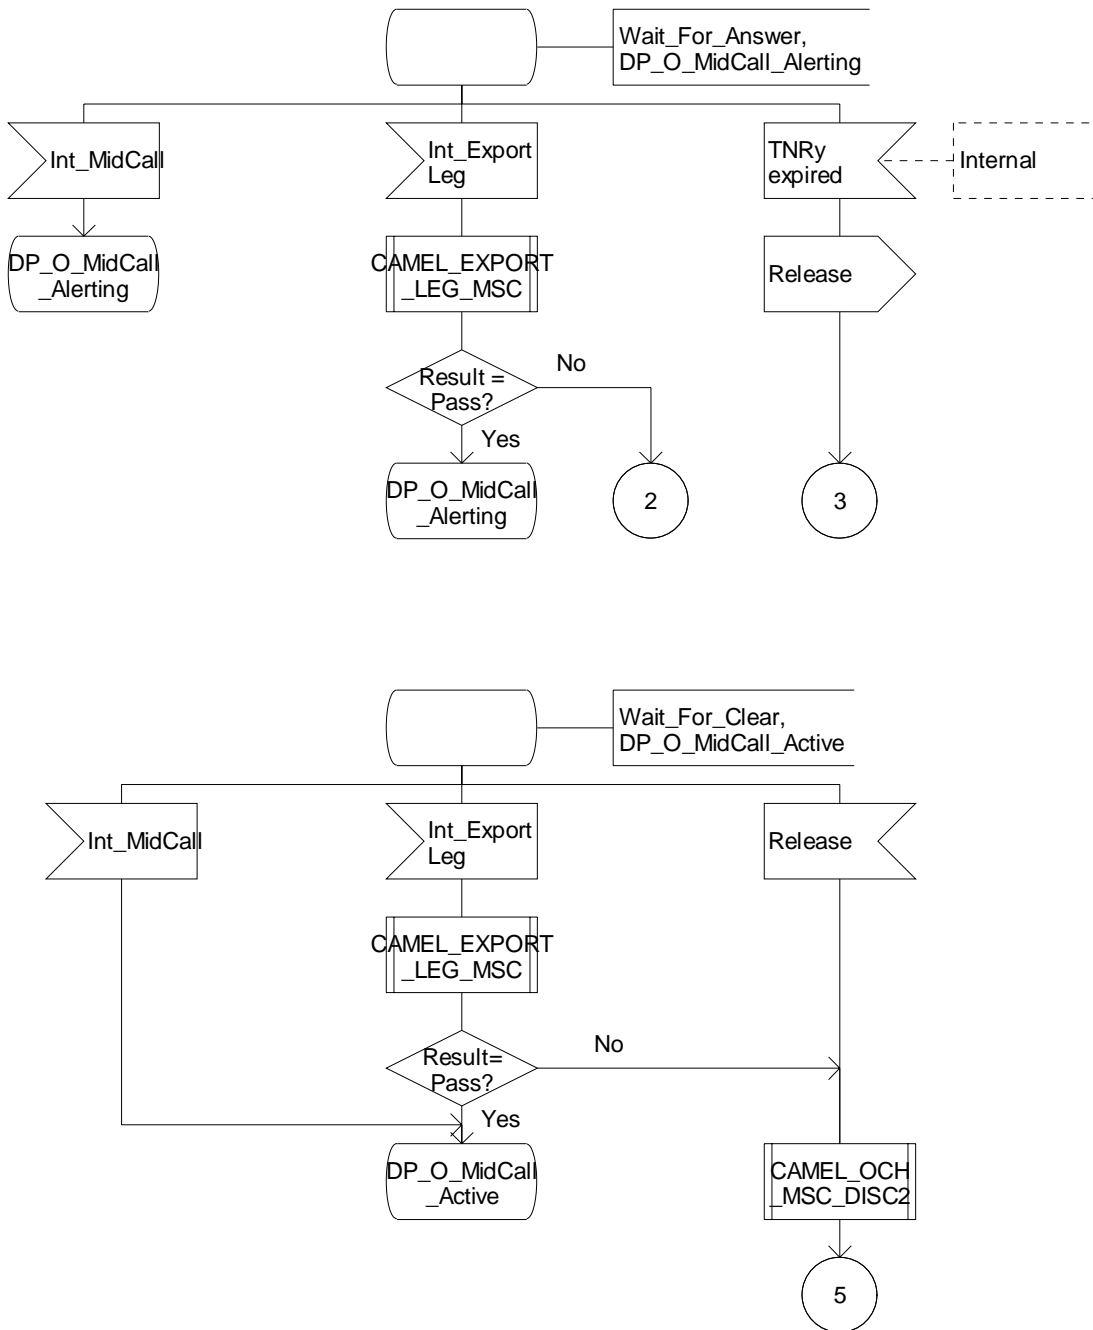 Wait_For_Answer,
DP_O_MidCall_Alerting
Int_MidCall
Int_Export
Leg
TNRy
expired
Internal
DP_O_MidCall
_Alerting
CAMEL_EXPORT
_LEG_MSC
Release
Result =
Pass?
No
Yes
DP_O_MidCall
_Alerting
2
3
Wait_For_Clear,
DP_O_MidCall_Active
Int_MidCall
Int_Export
Leg
Release
CAMEL_EXPORT
_LEG_MSC
Result=
Pass?
No
Yes
DP_O_MidCall
_Active
CAMEL_OCH
_MSC_DISC2
5